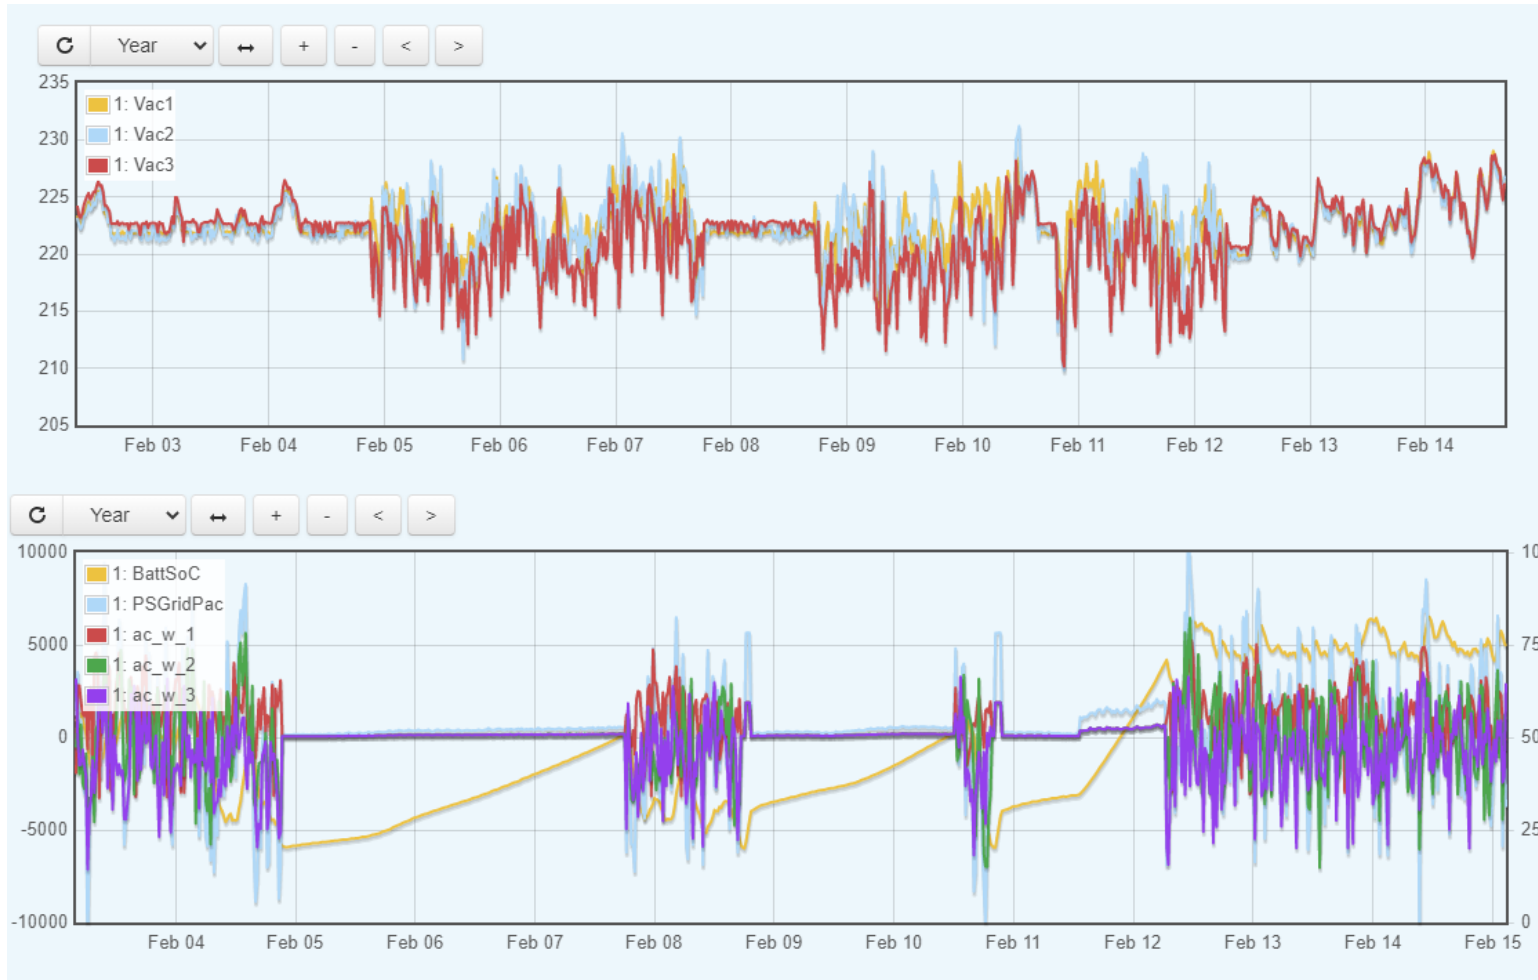 Year + - < >
235
1: Vac1
1: Vac2
230
1: Vac3
225
220
215
210
205
Feb 03 Feb 04 Feb 05 Feb 06 Feb 07 Feb 08 Feb 09 Feb 10 Feb 11 Feb 12 Feb 13 Feb 14
Year + - < >
10000 10
1: BattSoC
1: PSGridPac
1: ac_w_1
5000 75
1: ac_w_2
1: ac_w_3
0 50
-5000 25
-10000 0
Feb 04 Feb 05 Feb 06 Feb 07 Feb 08 Feb 09 Feb 10 Feb 11 Feb 12 Feb 13 Feb 14 Feb 15